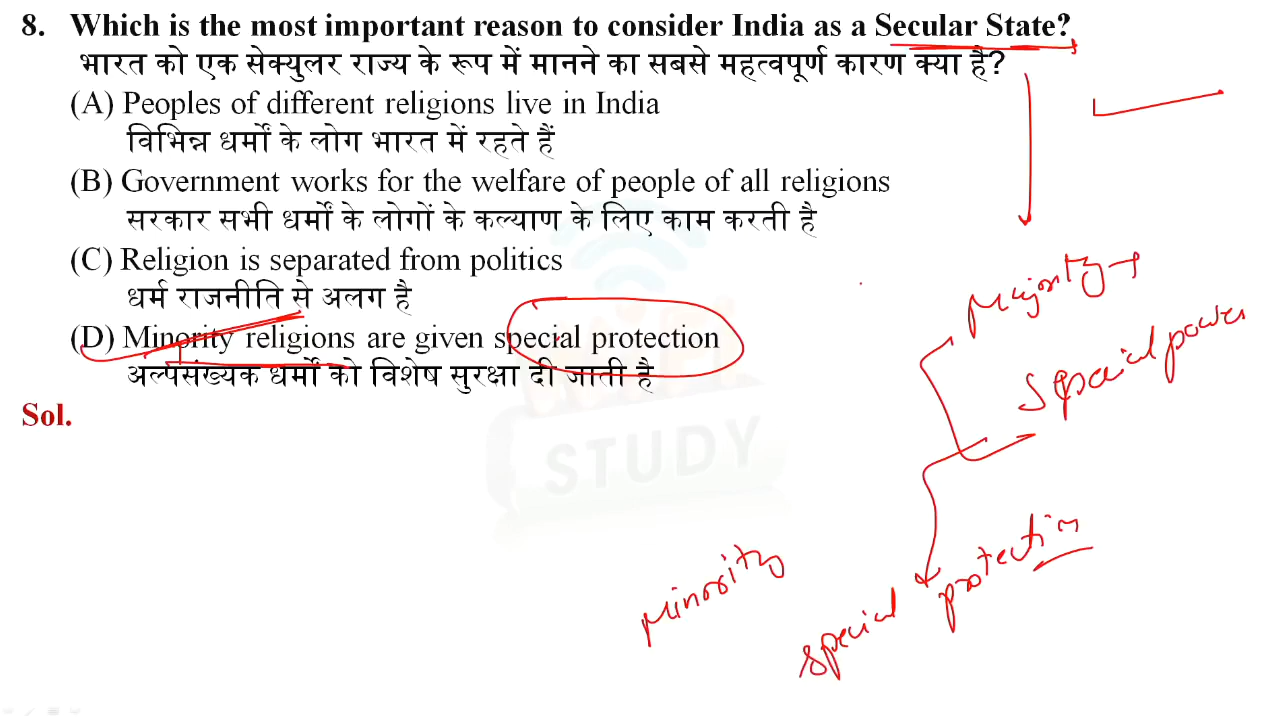 8. Which is the most important reason to consider India as a Secular State?
भारत को एक सेक्युलर राज्य के रूप में मानने का सबसे महत्वपूर्ण कारण क्या है?
(A) Peoples of different religions live in India
विभिन्न धर्मों के लोग भारत में रहते हैं
(B) Government works for the welfare of people of all religions
सरकार सभी धर्मों के लोगों के कल्याण के लिए काम करती है
(C) Religion is separated from politics
धर्म राजनीति से अलग है
(D) Minority religions are given special protection
अल्पसंख्यक धर्मों को विशेष सुरक्षा दी जाती है
Sol.
Majority
Special power
Minority
special protection
STUDY